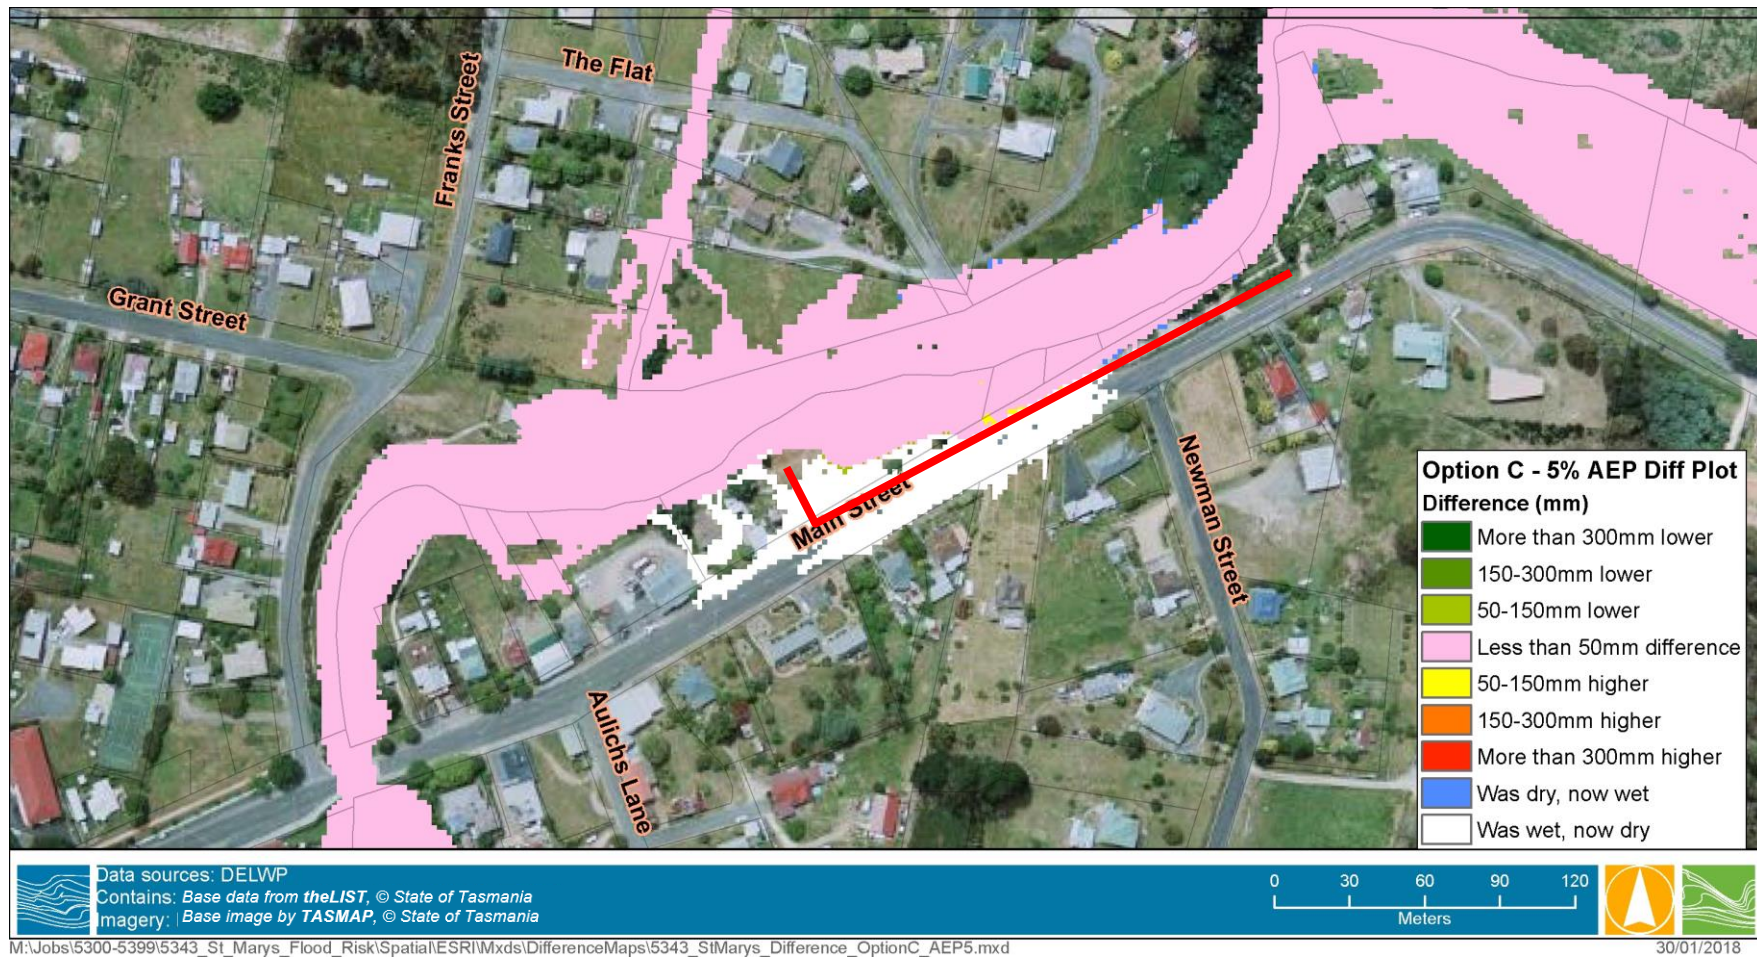 The Flat
Franks Street
Grant Street
Main Street
Newman Street
Aulichs Lane
Option C - 5% AEP Diff Plot
Difference (mm)
More than 300mm lower
150-300mm lower
50-150mm lower
Less than 50mm difference
50-150mm higher
150-300mm higher
More than 300mm higher
Was dry, now wet
Was wet, now dry
Data sources: DELWP
Contains: Base data from theLIST, © State of Tasmania
Imagery: Base image by TASMAP, © State of Tasmania
0 30 60 90 120
Meters
M:\Jobs\5300-5399\5343_St_Marys_Flood_Risk\Spatial\ESRI\Mxds\DifferenceMaps\5343_StMarys_Difference_OptionC_AEP5.mxd
30/01/2018